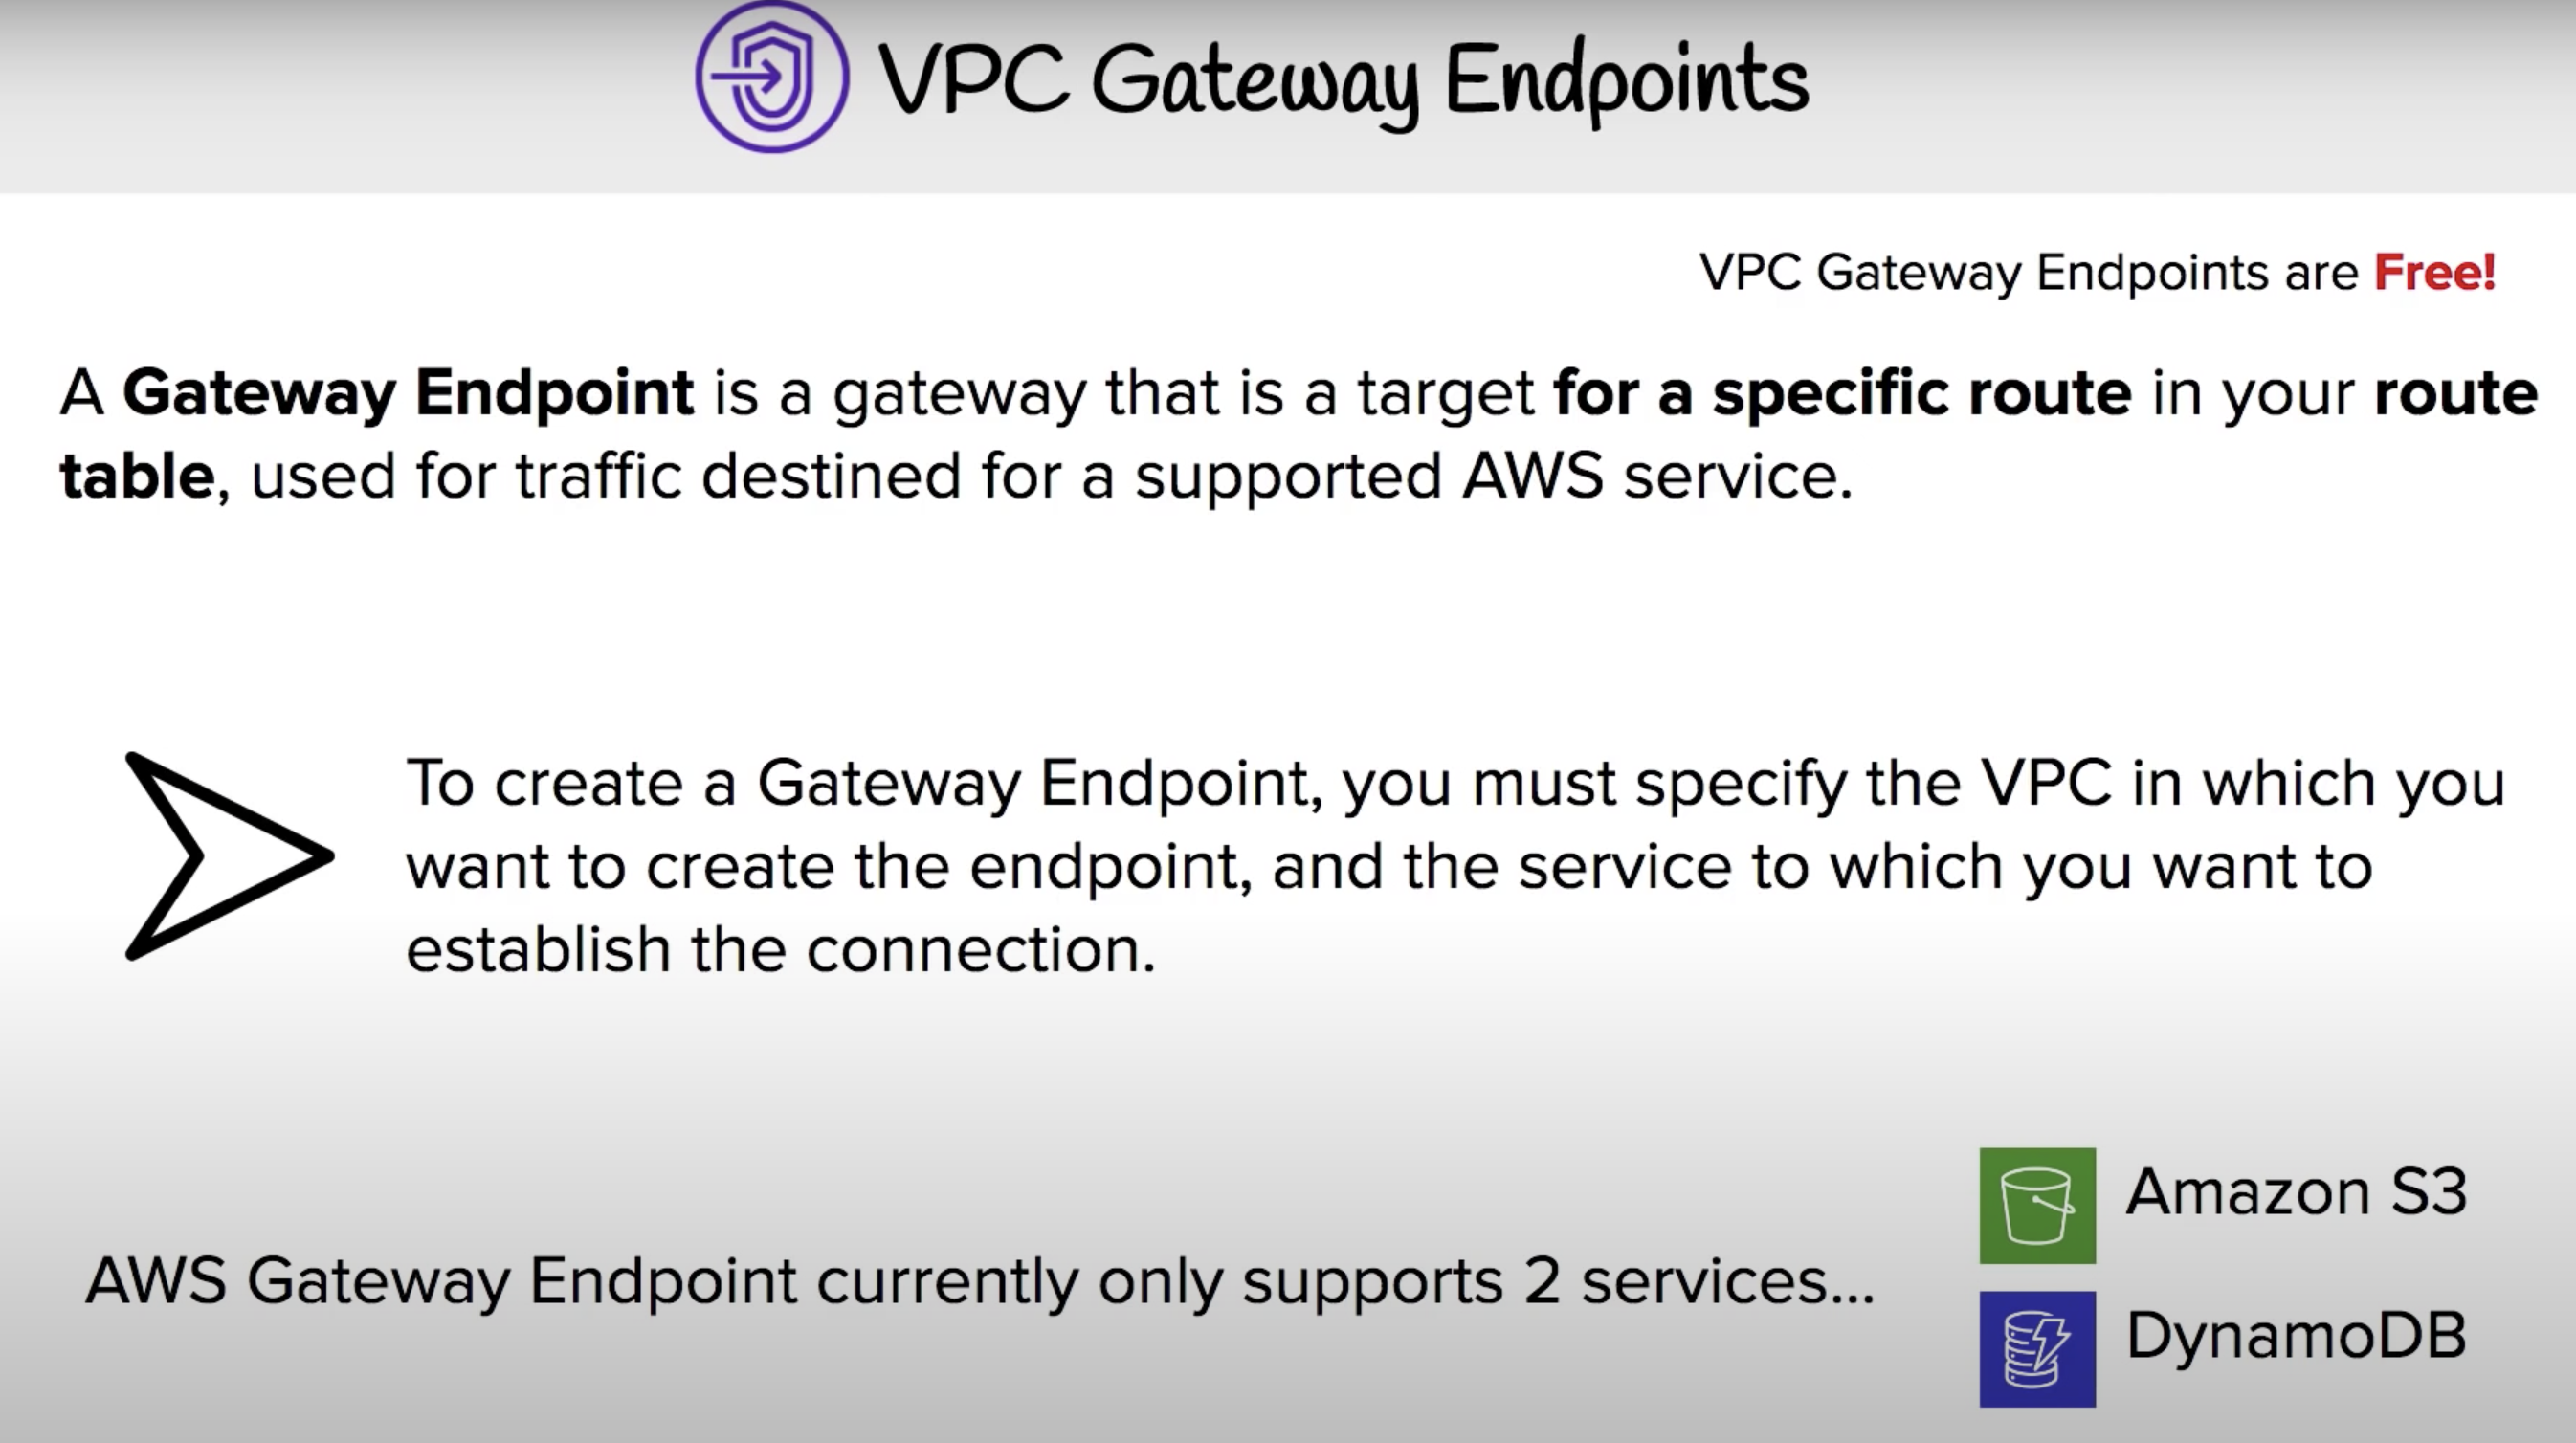 VPC Gateway Endpoints
VPC Gateway Endpoints are Free!
A Gateway Endpoint is a gateway that is a target for a specific route in your route
table, used for traffic destined for a supported AWS service.
To create a Gateway Endpoint, you must specify the VPC in which you
want to create the endpoint, and the service to which you want to
establish the connection.
AWS Gateway Endpoint currently only supports 2 services...
Amazon S3
DynamoDB